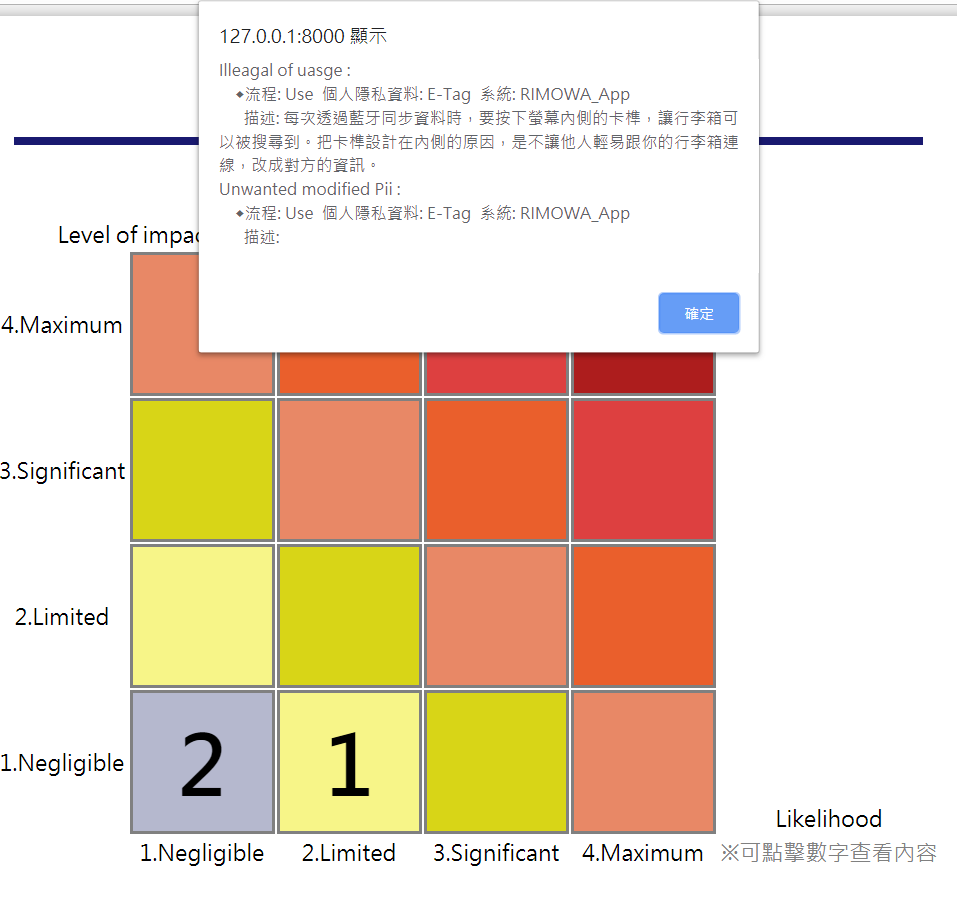 127.0.0.1:8000 顯示
Illeagal of uasge :
◆流程: Use 個人隱私資料: E-Tag 系統: RIMOWA_App
描述: 每次透過藍牙同步資料時，要按下螢幕內側的卡榫，讓行李箱可
以被搜尋到。把卡榫設計在內側的原因，是不讓他人輕易跟你的行李箱連
線，改成對方的資訊。
Unwanted modified Pii :
◆流程: Use 個人隱私資料: E-Tag 系統: RIMOWA_App
描述:
確定
Level of impac
4.Maximum
3.Significant
2.Limited
1.Negligible
2
1
Likelihood
1.Negligible 2.Limited 3.Significant 4.Maximum ※可點擊數字查看內容